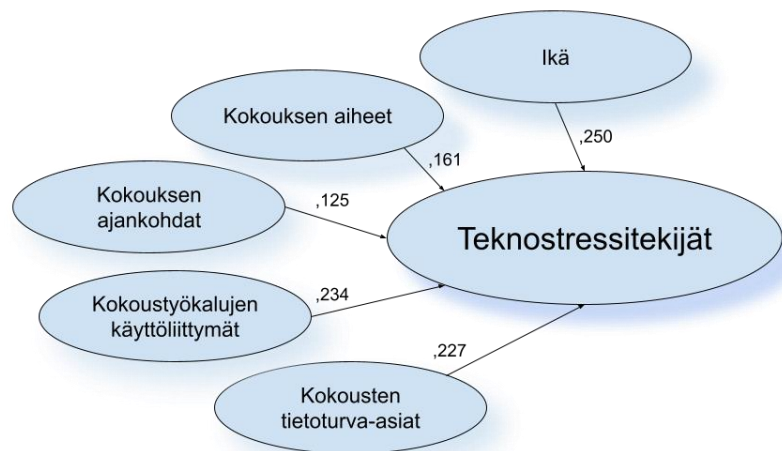 Ikä
,250
Kokouksen aiheet
,161
Kokouksen
ajankohdat
,125
Teknostressitekijät
Kokoustyökalujen
käyttöliittymät
,234
,227
Kokousten
tietoturva-asiat